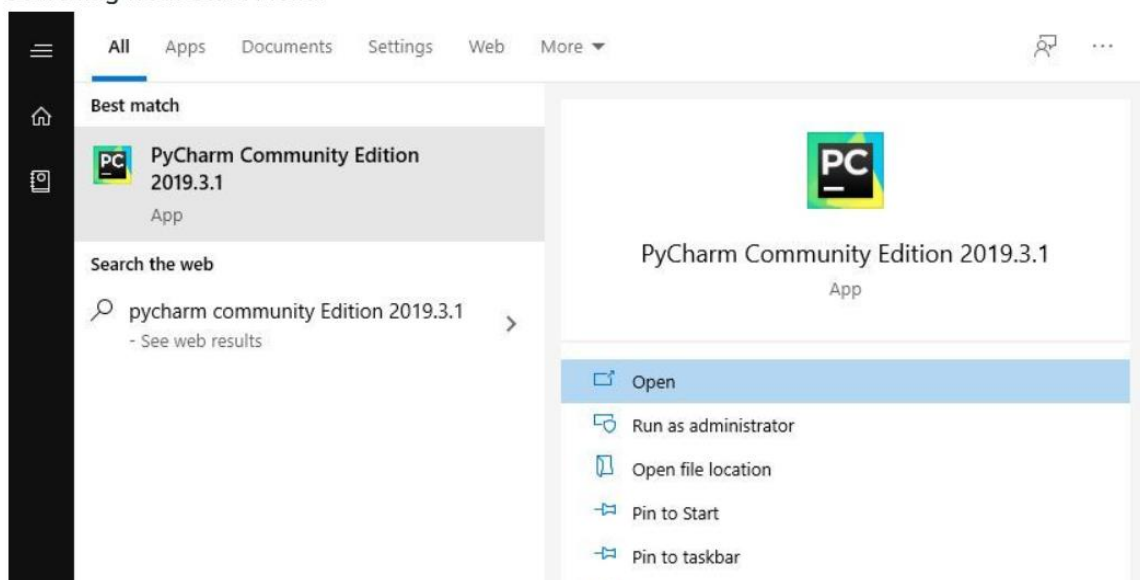 All Apps Documents Settings Web More
Best match
PC
PyCharm Community Edition
2019.3.1
App
Search the web
pycharm community Edition 2019.3.1
- See web results
PC
PyCharm Community Edition 2019.3.1
App
Open
Run as administrator
Open file location
Pin to Start
Pin to taskbar